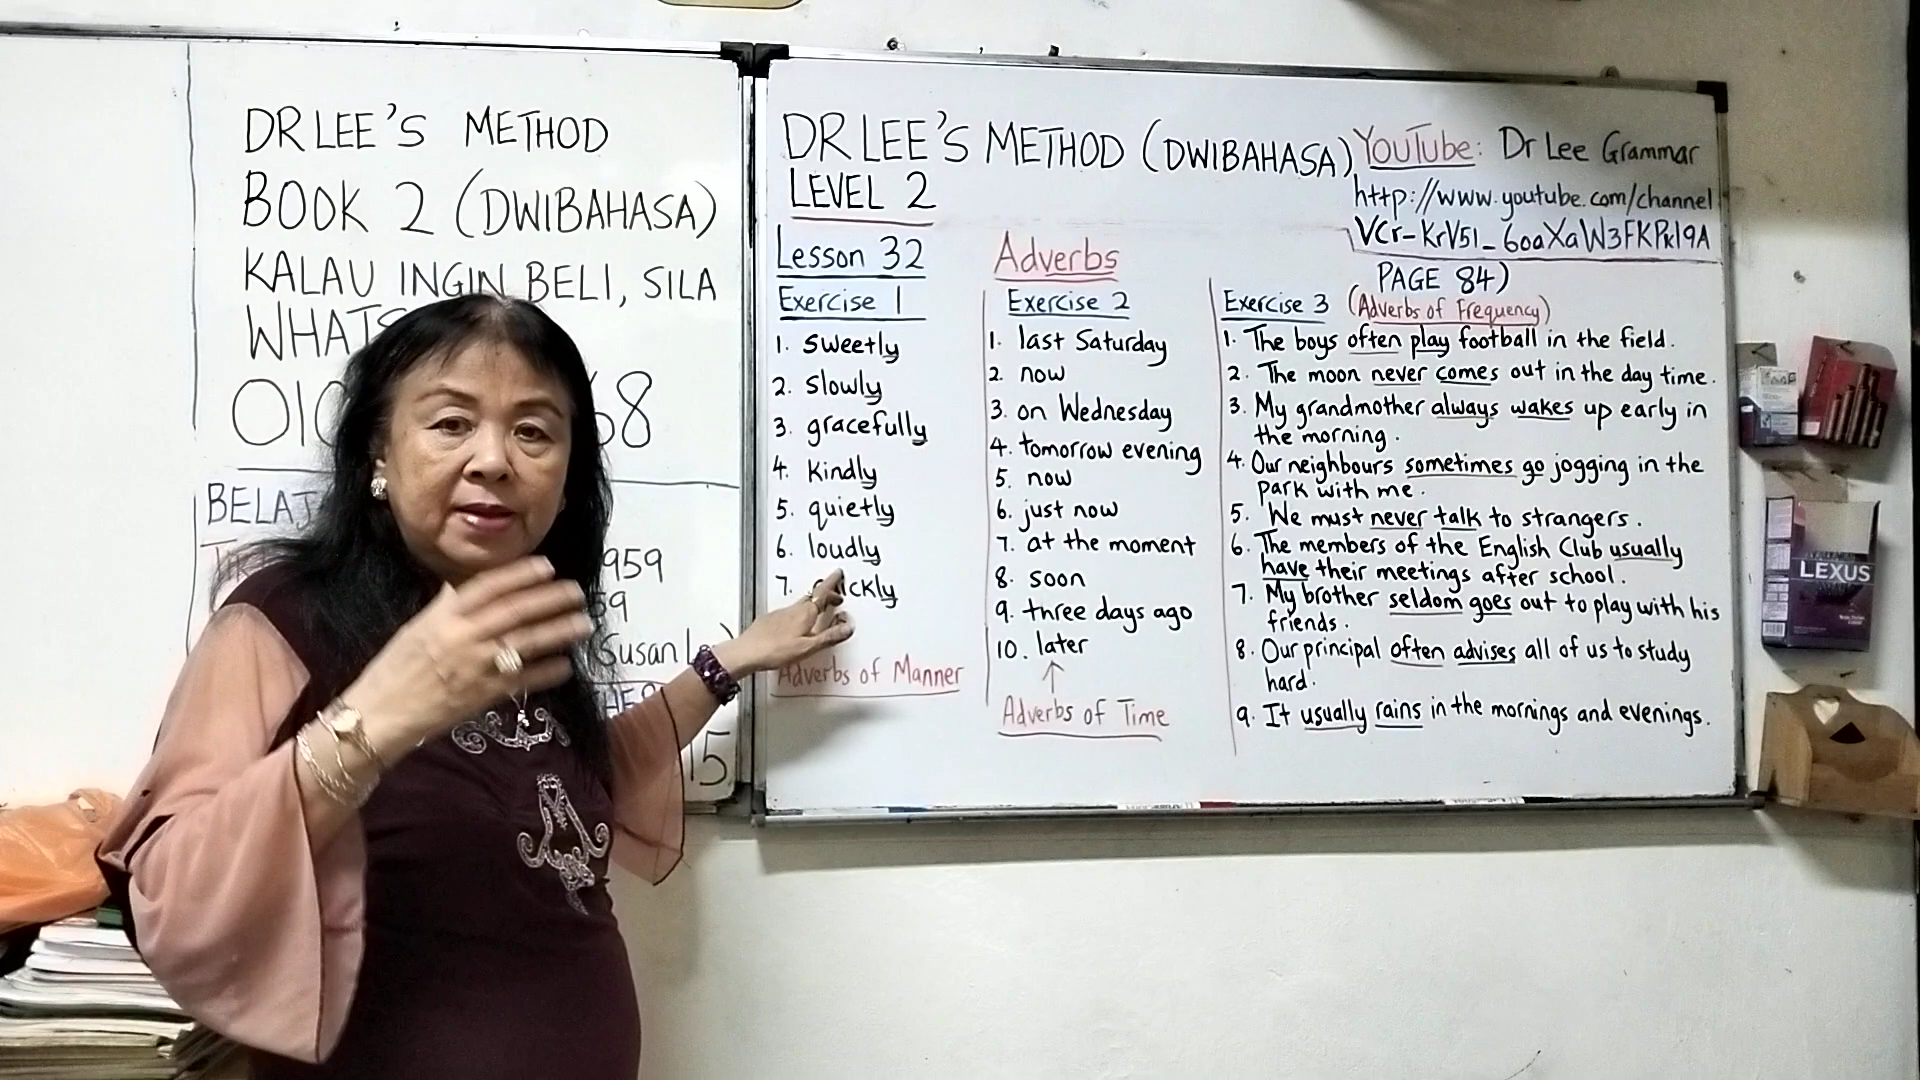 DR LEE'S METHOD
BOOK 2 (DWIBAHASA)
KALAU INGIN BELI, SILA
WHATS
010
68
BELAJ
959
59
(Susan
15
DR LEE'S METHOD (DWIBAHASA)
LEVEL 2
YouTube: Dr Lee Grammar
http://www.youtube.com/channel
VCr-KrV51_60aXaW3FKPk19A
Lesson 32
Adverbs
PAGE 84)
Exercise 1
1. sweetly
2. slowly
3. gracefully
4. kindly
5. quietly
6. loudly
7. quickly
Adverbs of Manner
Exercise 2
1. last Saturday
2. now
3. on Wednesday
4. tomorrow evening
5. now
6. just now
7. at the moment
8. soon
9. three days ago
10. later
Adverbs of Time
Exercise 3 (Adverbs of Frequency)
1. The boys often play football in the field.
2. The moon never comes out in the day time.
3. My grandmother always wakes up early in
the morning.
4. Our neighbours sometimes go jogging in the
park with me.
5. We must never talk to strangers.
6. The members of the English Club usually
have their meetings after school.
7. My brother seldom goes out to play with his
friends.
8. Our principal often advises all of us to study
hard.
9. It usually rains in the mornings and evenings.
LEXUS